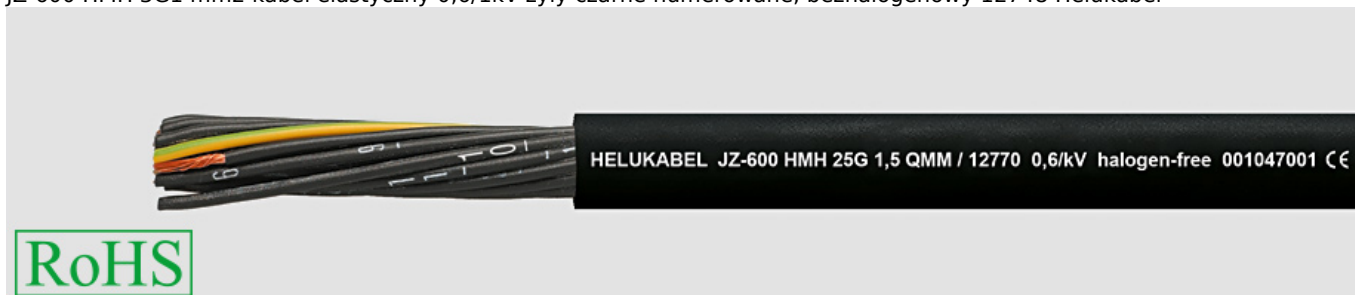 JZ-600 HMH 5G1 mm2 kabel elastyczny 0,6/1kV żyły czarne numerowane, bezhalogenowy 12748 Helukabel
HELUKABEL JZ-600 HMH 25G 1,5 QMM / 12770 0,6/kV halogen-free 001047001 CE
RoHS